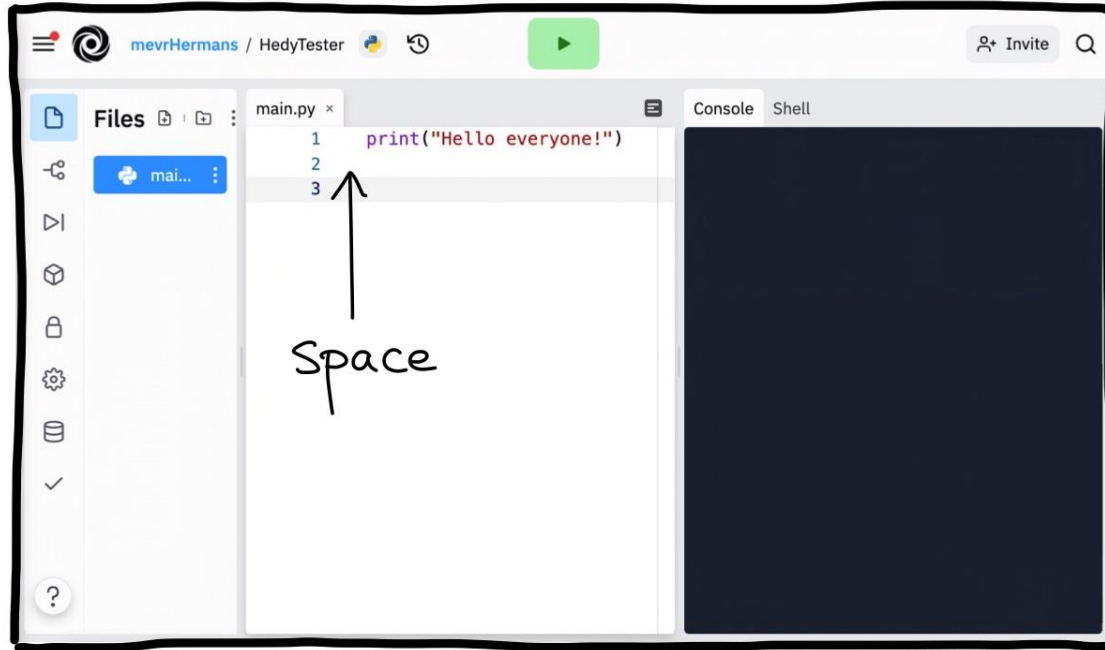 mevrHermans / HedyTester
Invite
Files
mai...
main.py ×
1 print("Hello everyone!")
2
3
Space
Console Shell
?